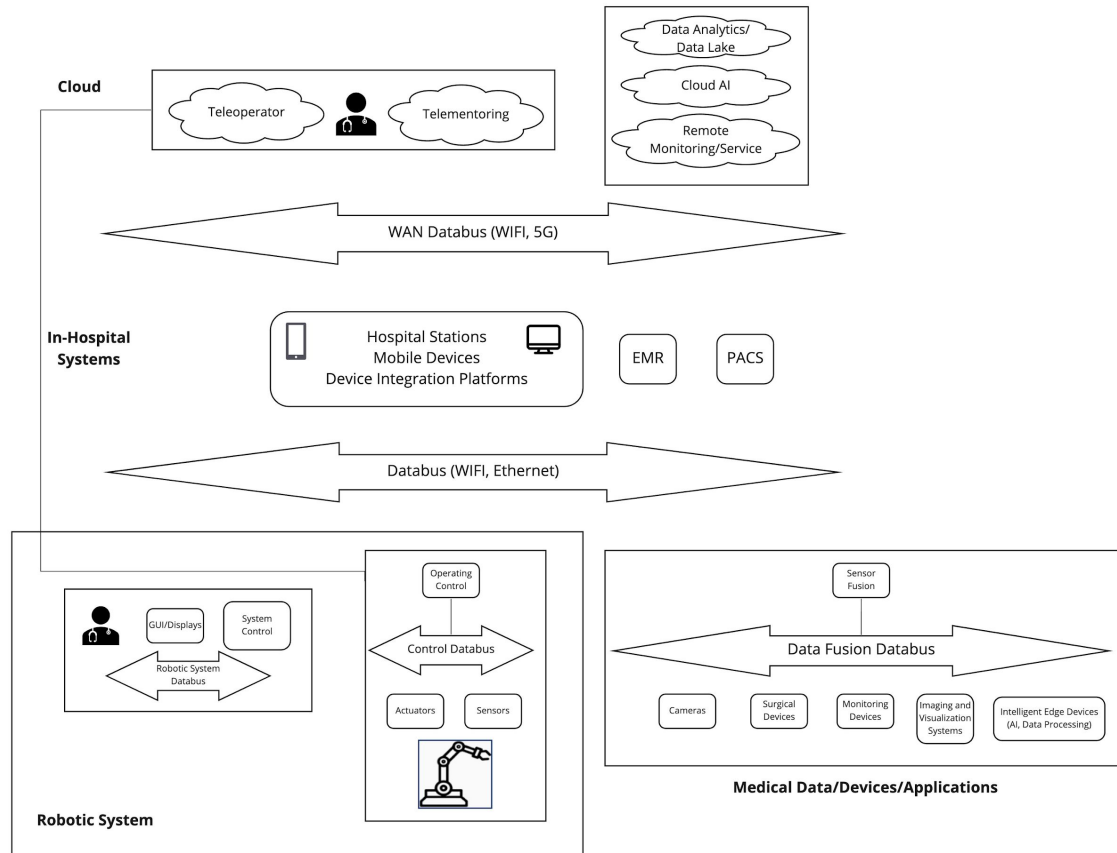 Data Analytics/
Data Lake
Cloud
Teleoperator
Telementoring
Cloud AI
Remote
Monitoring/Service
WAN Databus (WIFI, 5G)
In-Hospital
Systems
Hospital Stations
Mobile Devices
Device Integration Platforms
EMR
PACS
Databus (WIFI, Ethernet)
Operating
Control
GUI/Displays
System
Control
Robotic System
Databus
Control Databus
Actuators
Sensors
Robotic System
Sensor
Fusion
Data Fusion Databus
Cameras
Surgical
Devices
Monitoring
Devices
Imaging and
Visualization
Systems
Intelligent Edge Devices
(AI, Data Processing)
Medical Data/Devices/Applications